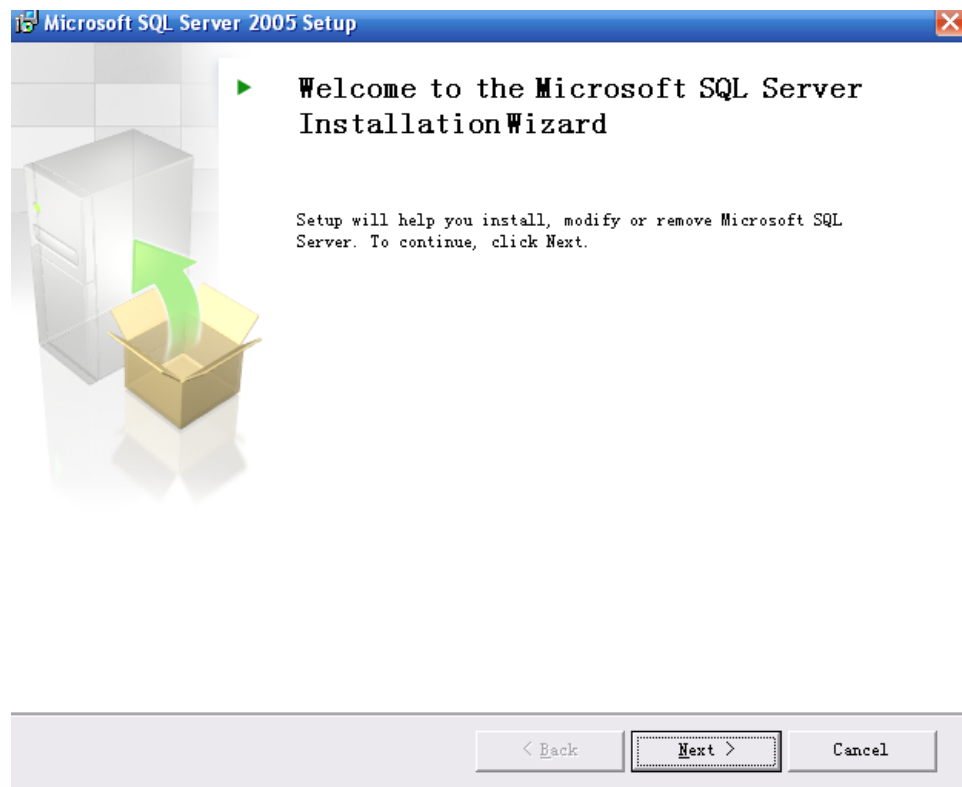 Microsoft SQL Server 2005 Setup
Welcome to the Microsoft SQL Server
Installation Wizard
Setup will help you install, modify or remove Microsoft SQL
Server. To continue, click Next.
< Back
Next >
Cancel